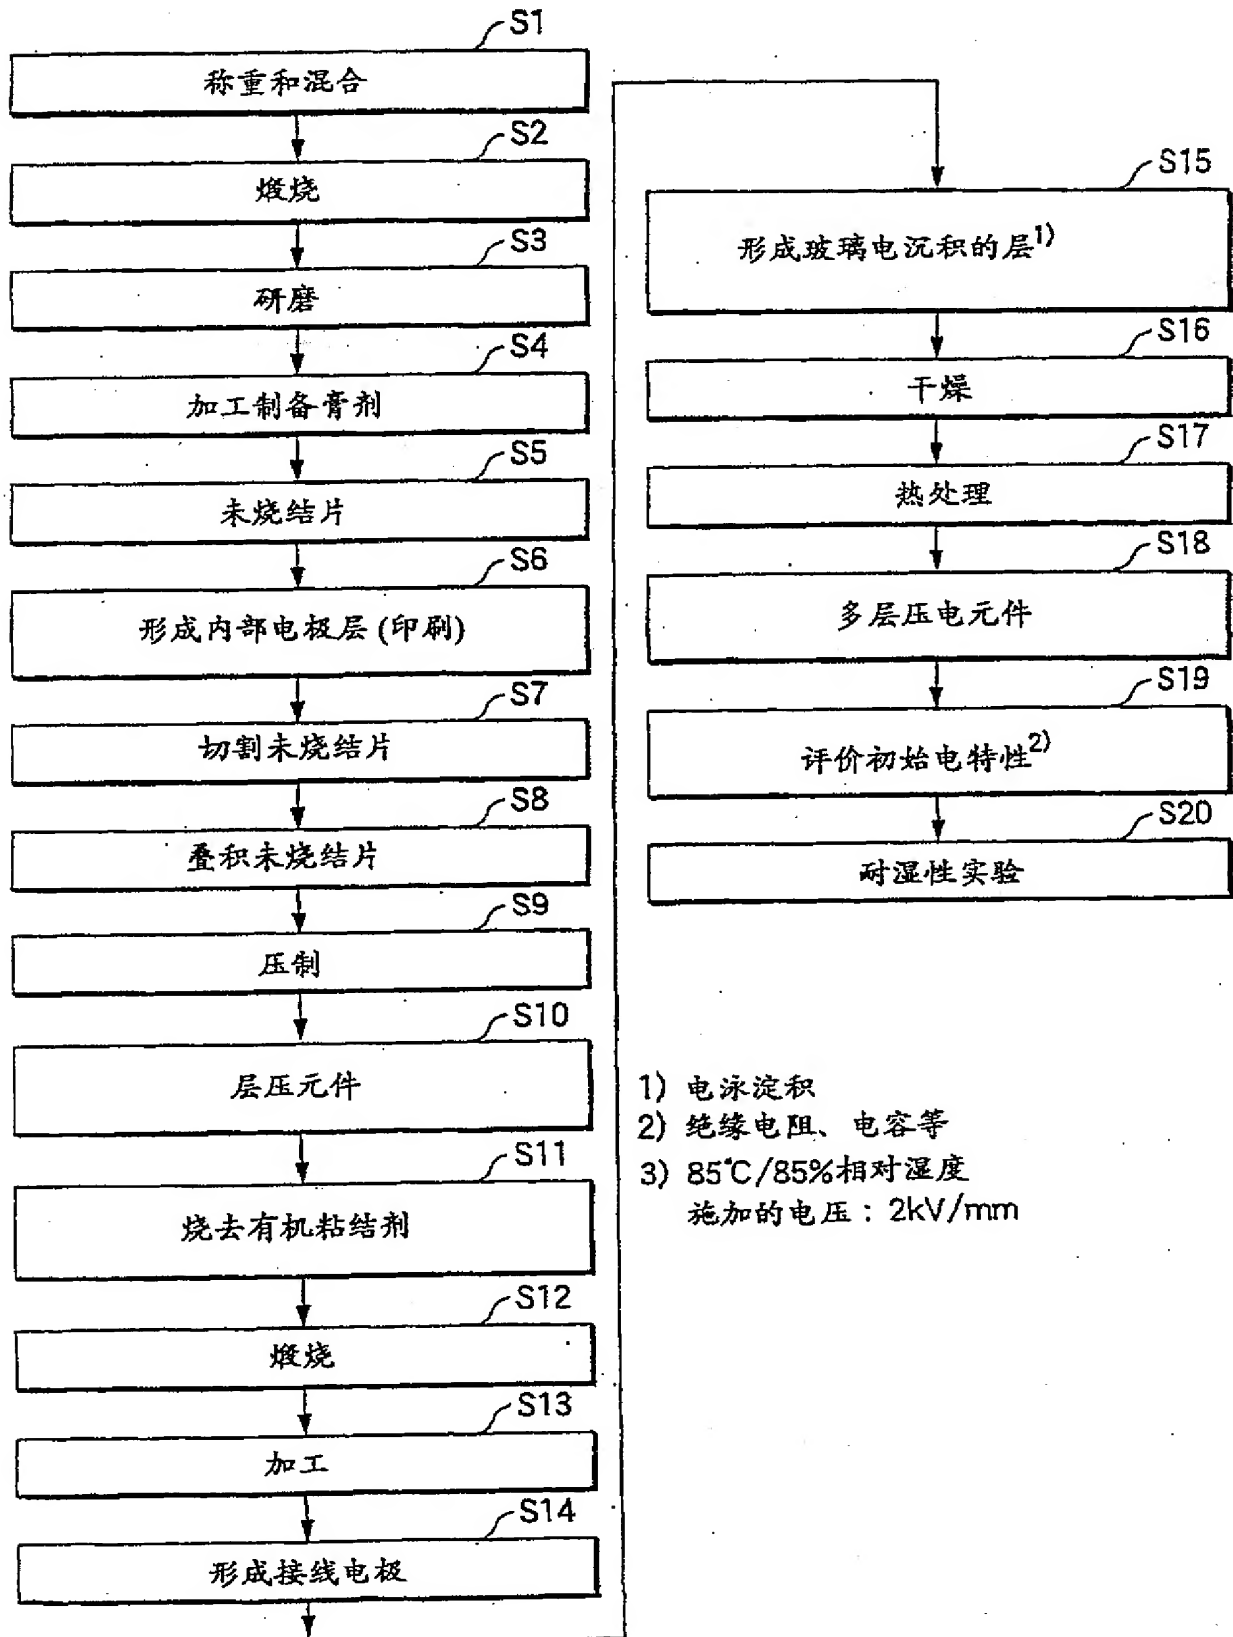 S1
称重和混合
S2
煅烧
S3
研磨
S4
加工制备膏剂
S5
未烧结片
S6
形成内部电极层(印刷)
S7
切割未烧结片
S8
叠积未烧结片
S9
压制
S10
层压元件
S11
烧去有机粘结剂
S12
煅烧
S13
加工
S14
形成接线电极
S15
形成玻璃电沉积的层1)
S16
干燥
S17
热处理
S18
多层压电元件
S19
评价初始电特性2)
S20
耐湿性实验
1) 电泳淀积
2) 绝缘电阻、电容等
3) 85℃/85%相对湿度
施加的电压：2kV/mm